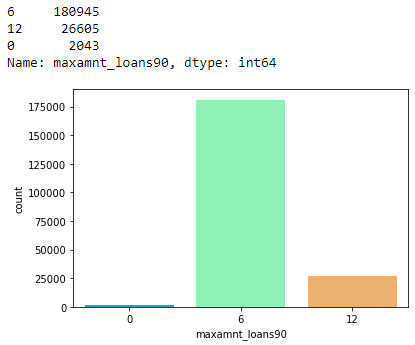 6     180945
12     26605
0       2043
Name: maxamnt_loans90, dtype: int64
175000
150000
125000
100000
75000
50000
25000
0
count
0 6 12
maxamnt_loans90